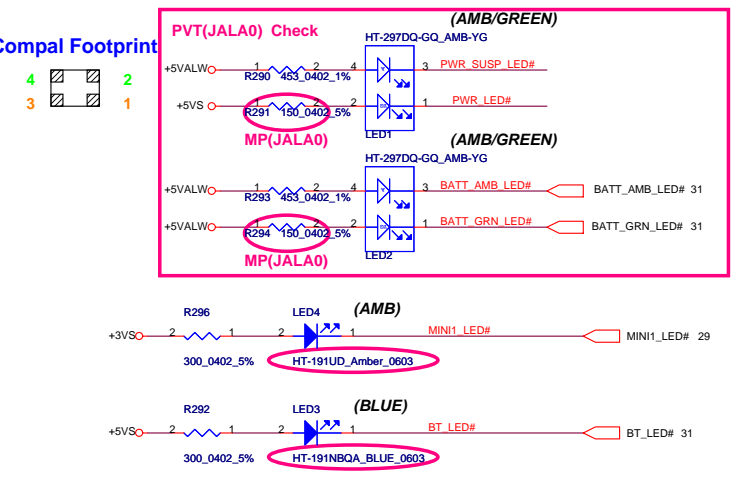 (AMB/GREEN)
PVT(JALA0) Check
HT-297DQ-GQ_AMB-YG
Compal Footprint
4 2
3 1
+5VALW 1 2 4 3 PWR_SUSP_LED#
R290 453_0402_1%
+5VS 1 2 2 1 PWR_LED#
R291 150_0402_5%
LED1
MP(JALA0)
(AMB/GREEN)
HT-297DQ-GQ_AMB-YG
+5VALW 1 2 4 3 BATT_AMB_LED# BATT_AMB_LED# 31
R293 453_0402_1%
+5VALW 1 2 2 1 BATT_GRN_LED# BATT_GRN_LED# 31
R294 150_0402_5%
LED2
MP(JALA0)
R296 LED4 (AMB)
+3VS 2 1 2 1 MINI1_LED# MINI1_LED# 29
300_0402_5% HT-191UD_Amber_0603
R292 LED3 (BLUE)
+5VS 2 1 2 1 BT_LED# BT_LED# 31
300_0402_5% HT-191NBQA_BLUE_0603